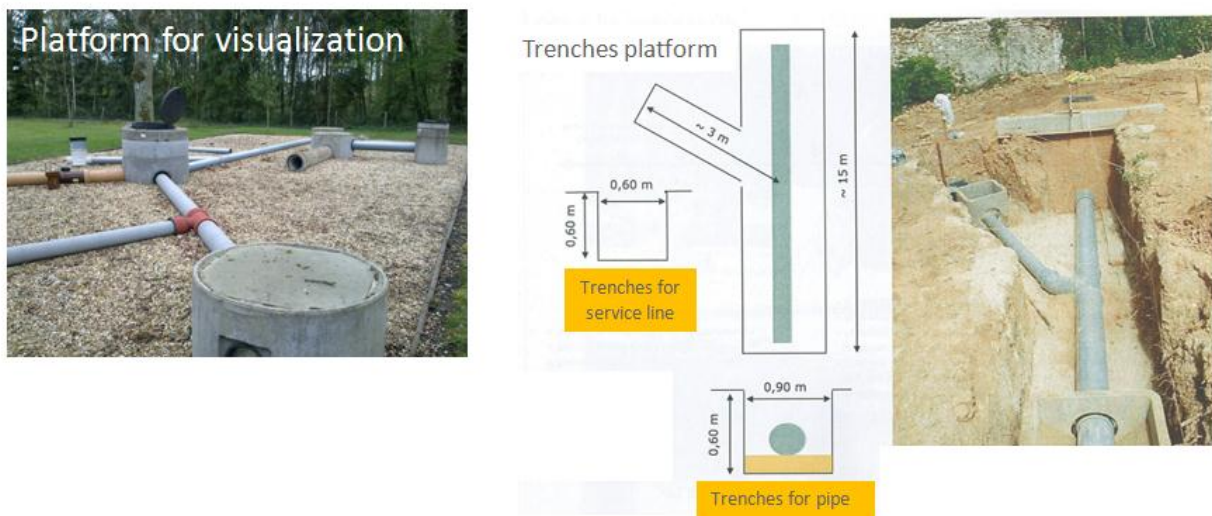 Platform for visualization
Trenches platform
~ 3 m
~ 15 m
0,60 m
0,60 m
Trenches for
service line
0,90 m
0,60 m
Trenches for pipe